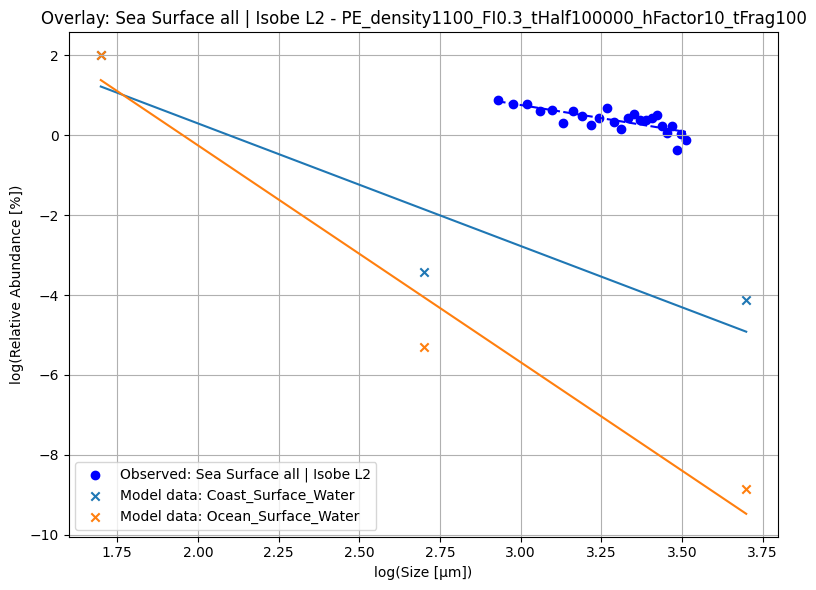 Overlay: Sea Surface all | Isobe L2 - PE_density1100_FI0.3_tHalf100000_hFactor10_tFrag100
log(Relative Abundance [%])
2
0
−2
−4
−6
−8
−10
Observed: Sea Surface all | Isobe L2
Model data: Coast_Surface_Water
Model data: Ocean_Surface_Water
1.75 2.00 2.25 2.50 2.75 3.00 3.25 3.50 3.75
log(Size [μm])